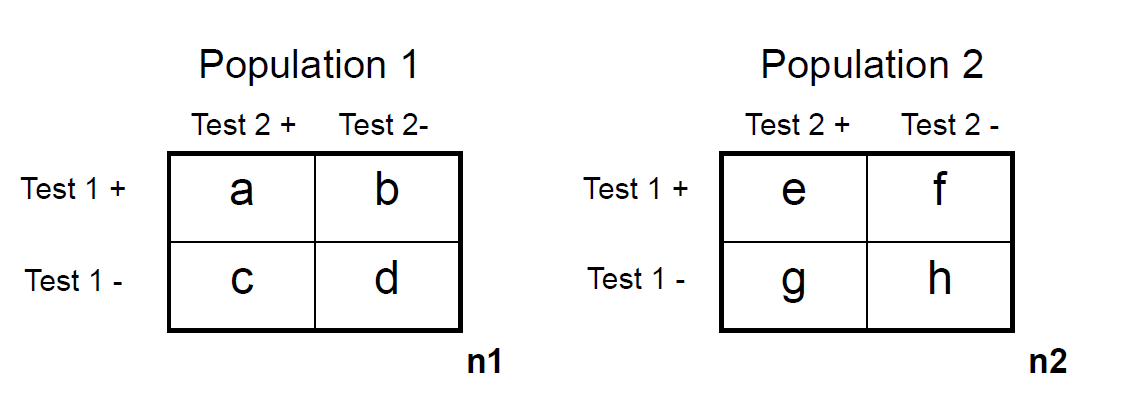 Population 1 Population 2
Test 2 + Test 2- Test 2 + Test 2 -
Test 1 + a b Test 1 + e f
Test 1 - c d Test 1 - g h
n1 n2